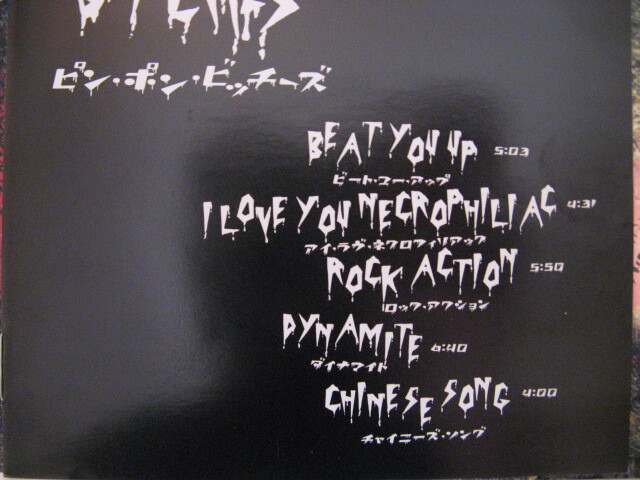 BITCHES
ピン・ポン・ビッチーズ
BEAT YOU UP 5:03
ビート・ユー・アップ
I LOVE YOU NECROPHILIAC 4:31
アイ・ラヴ・ネクロフィリアック
ROCK ACTION 5:50
ロック・アクション
DYNAMITE 6:40
ダイナマイト
CHINESE SONG 4:00
チャイニーズ・ソング